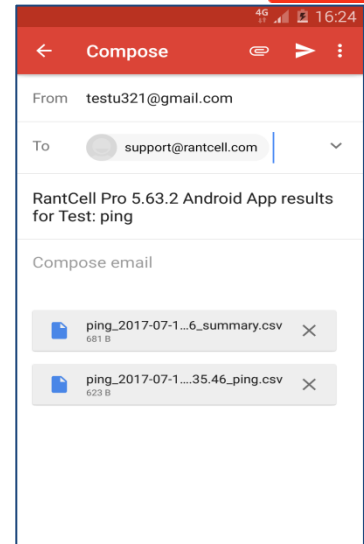 4G 16:24
Compose
From testu321@gmail.com
To support@rantcell.com
RantCell Pro 5.63.2 Android App results
for Test: ping
Compose email
ping_2017-07-1...6_summary.csv
681 B
ping_2017-07-1....35.46_ping.csv
623 B